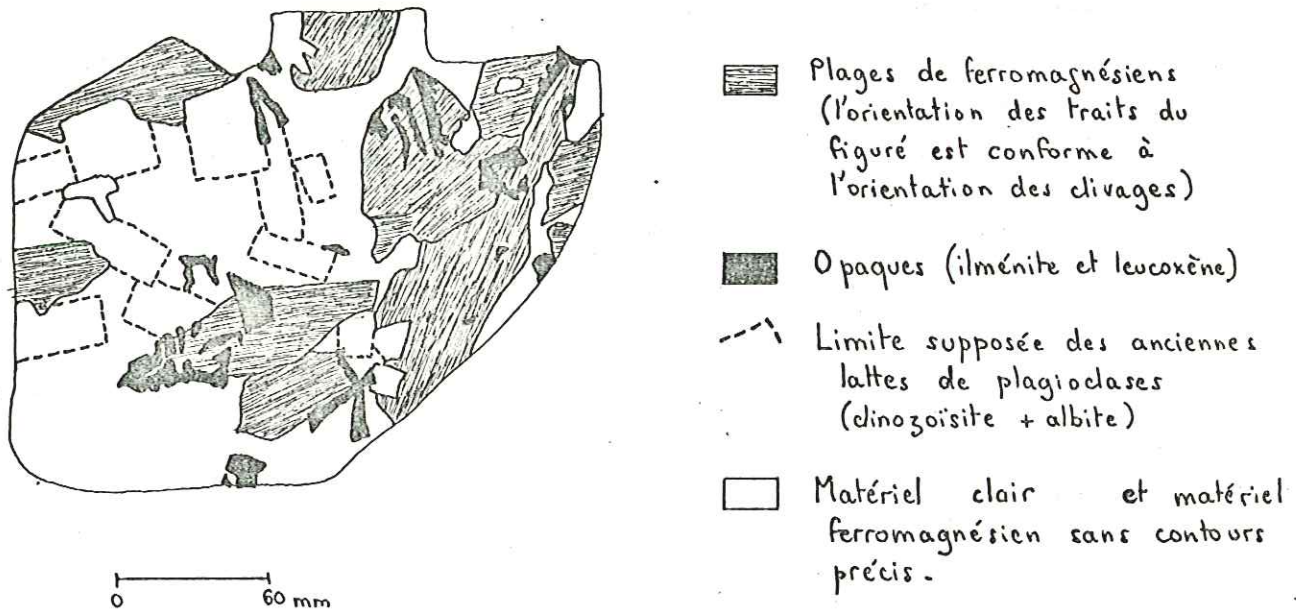 Plages de ferromagnésiens
(l'orientation des traits du
figuré est conforme à
l'orientation des clivages)
Opaques (ilménite et leucoxène)
Limite supposée des anciennes
lattes de plagioclases
(clinozoïsite + albite)
Matériel clair et matériel
ferromagnésien sans contours
précis.
0 60 mm